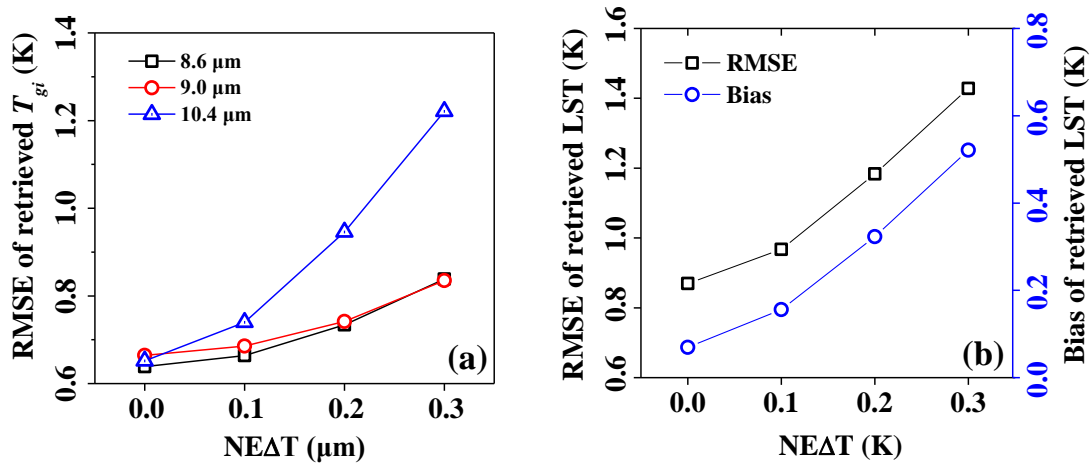 RMSE of retrieved Tgi (K)
1.4
1.2
1.0
0.8
0.6
8.6 μm
9.0 μm
10.4 μm
(a)
0.0 0.1 0.2 0.3
NEΔT (μm)
RMSE of retrieved LST (K)
1.6
1.4
1.2
1.0
0.8
0.6
RMSE
Bias
(b)
0.0 0.1 0.2 0.3
NEΔT (K)
0.8
0.6
0.4
0.2
0.0
Bias of retrieved LST (K)